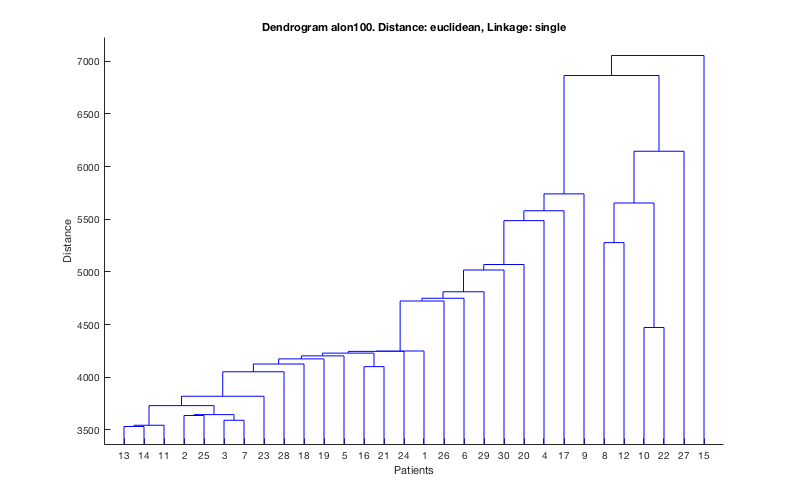 Dendrogram alon100. Distance: euclidean, Linkage: single
7000
6500
6000
5500
5000
4500
4000
3500
Distance
13 14 11 2 25 3 7 23 28 18 19 5 16 21 24 1 26 6 29 30 20 4 17 9 8 12 10 22 27 15
Patients